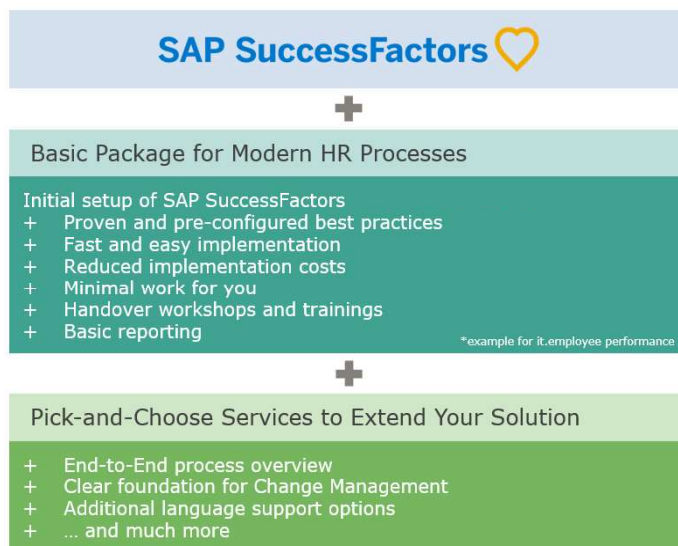 SAP SuccessFactors
+
Basic Package for Modern HR Processes
Initial setup of SAP SuccessFactors
+ Proven and pre-configured best practices
+ Fast and easy implementation
+ Reduced implementation costs
+ Minimal work for you
+ Handover workshops and trainings
+ Basic reporting
*example for it.employee performance
+
Pick-and-Choose Services to Extend Your Solution
+ End-to-End process overview
+ Clear foundation for Change Management
+ Additional language support options
+ … and much more